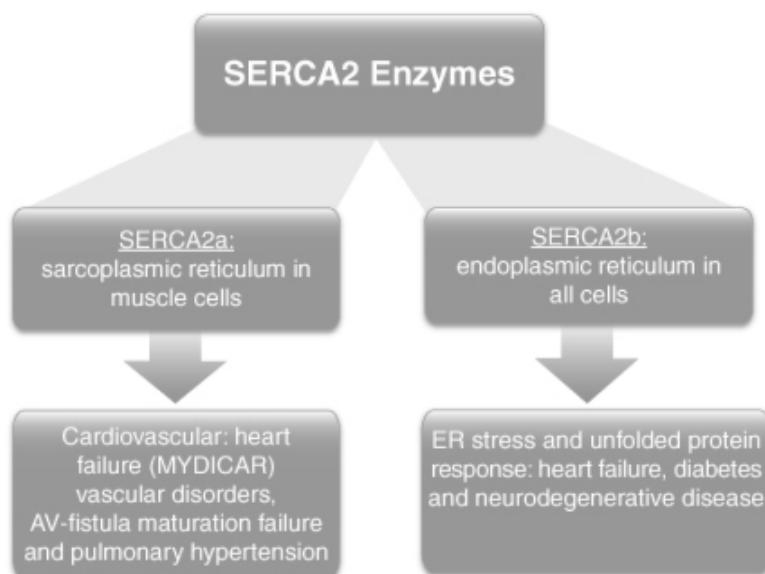 SERCA2 Enzymes
SERCA2a:
sarcoplasmic reticulum in
muscle cells
SERCA2b:
endoplasmic reticulum in
all cells
Cardiovascular: heart
failure (MYDICAR)
vascular disorders,
AV-fistula maturation failure
and pulmonary hypertension
ER stress and unfolded protein
response: heart failure, diabetes
and neurodegenerative disease